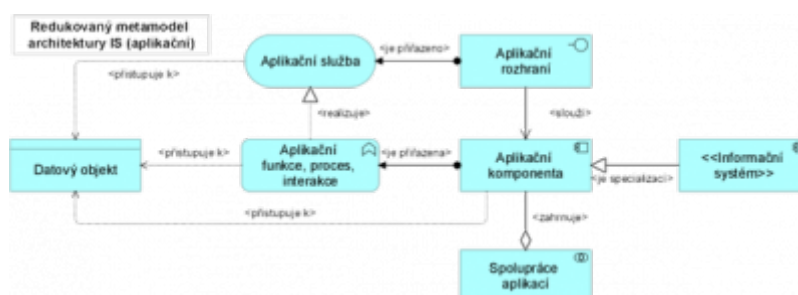 Redukovaný metamodel
architektury IS (aplikační)
Aplikační služba
<je přiřazeno>
Aplikační
rozhraní
<přistupuje k>
<realizuje>
<slouží>
Datový objekt
<přistupuje k>
Aplikační
funkce, proces,
interakce
<je přiřazena>
Aplikační
komponenta
<je specializací>
<<Informační
systém>>
<přistupuje k>
<zahrnuje>
Spolupráce
aplikací